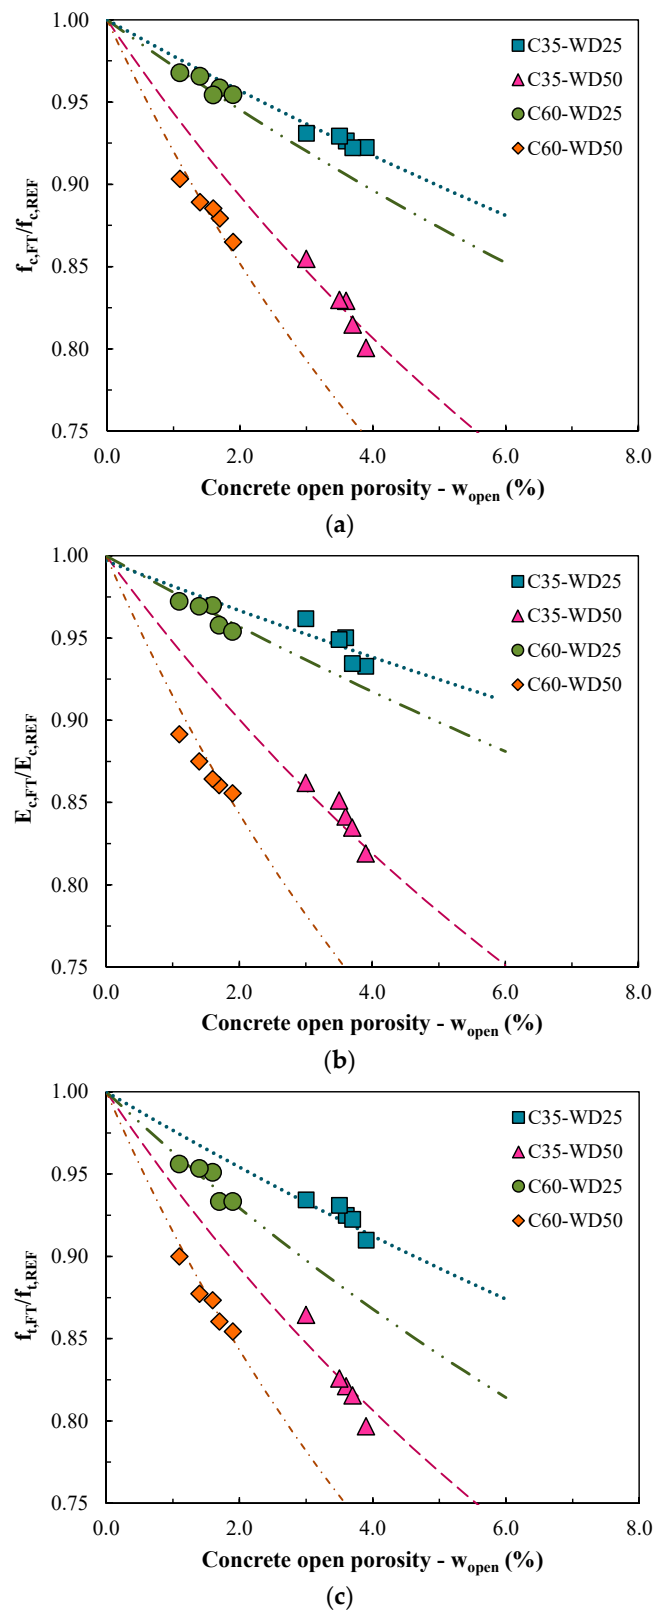 1.00
0.95
0.90
0.85
0.80
0.75
f_c,FT/f_c,REF
C35-WD25
C35-WD50
C60-WD25
C60-WD50
0.0 2.0 4.0 6.0 8.0
Concrete open porosity - w_open (%)
(a)
1.00
0.95
0.90
0.85
0.80
0.75
E_c,FT/E_c,REF
C35-WD25
C35-WD50
C60-WD25
C60-WD50
0.0 2.0 4.0 6.0 8.0
Concrete open porosity - w_open (%)
(b)
1.00
0.95
0.90
0.85
0.80
0.75
f_t,FT/f_t,REF
C35-WD25
C35-WD50
C60-WD25
C60-WD50
0.0 2.0 4.0 6.0 8.0
Concrete open porosity - w_open (%)
(c)